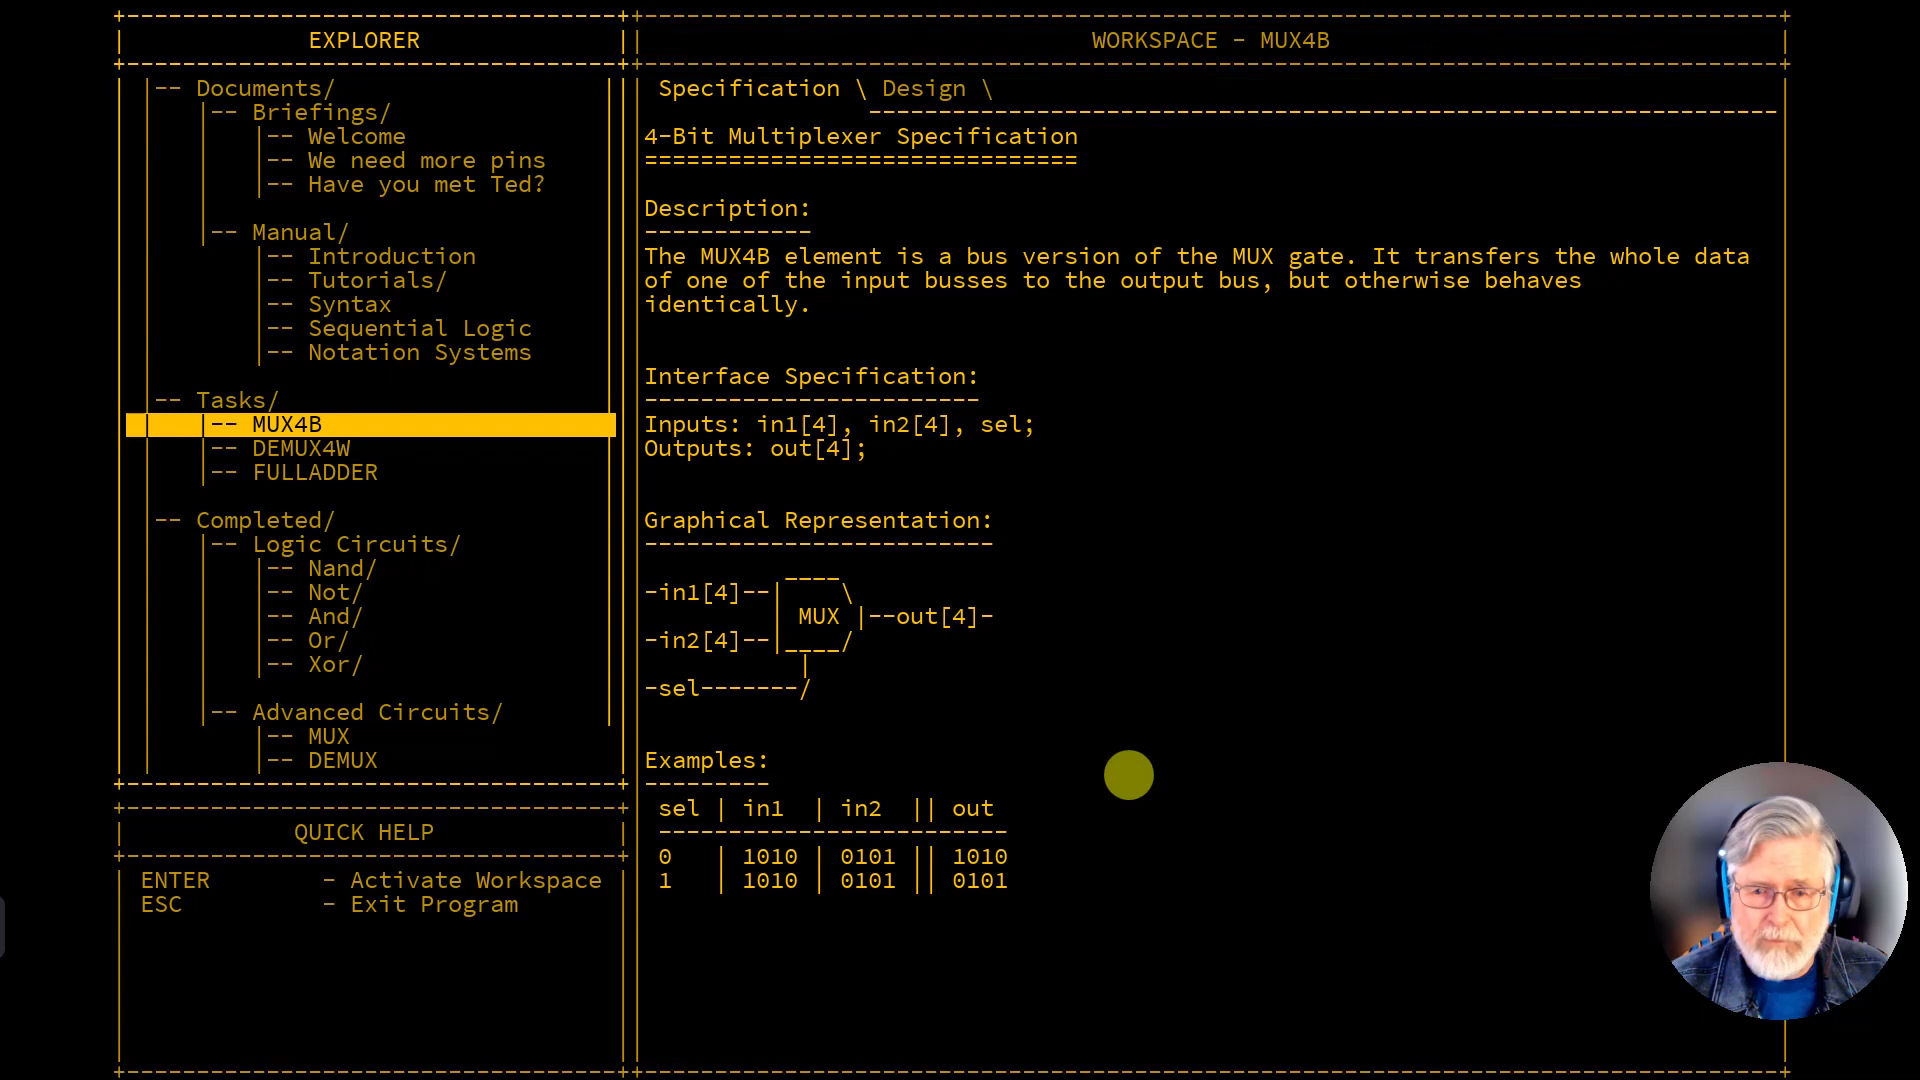 EXPLORER
-- Documents/
-- Briefings/
-- Welcome
-- We need more pins
-- Have you met Ted?
-- Manual/
-- Introduction
-- Tutorials/
-- Syntax
-- Sequential Logic
-- Notation Systems
-- Tasks/
-- MUX4B
-- DEMUX4W
-- FULLADDER
-- Completed/
-- Logic Circuits/
-- Nand/
-- Not/
-- And/
-- Or/
-- Xor/
-- Advanced Circuits/
-- MUX
-- DEMUX
QUICK HELP
ENTER - Activate Workspace
ESC - Exit Program
WORKSPACE - MUX4B
Specification \ Design \
4-Bit Multiplexer Specification
===============================
Description:
------------
The MUX4B element is a bus version of the MUX gate. It transfers the whole data
of one of the input busses to the output bus, but otherwise behaves
identically.
Interface Specification:
------------------------
Inputs: in1[4], in2[4], sel;
Outputs: out[4];
Graphical Representation:
-------------------------
____
-in1[4]--| \
| MUX |--out[4]-
-in2[4]--|____/
|
-sel-------/
Examples:
---------
sel | in1 | in2 || out
-------------------------
0 | 1010 | 0101 || 1010
1 | 1010 | 0101 || 0101